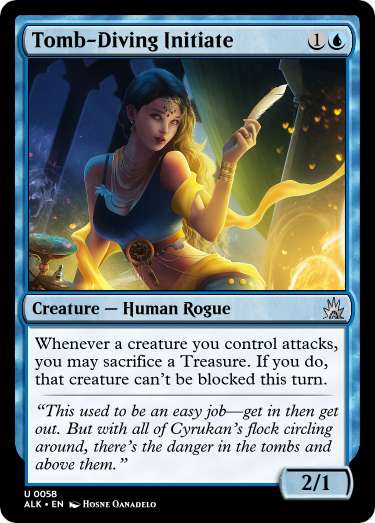 Tomb-Diving Initiate 1
Creature — Human Rogue
Whenever a creature you control attacks,
you may sacrifice a Treasure. If you do,
that creature can't be blocked this turn.
“This used to be an easy job—get in then get
out. But with all of Cyrukan's flock circling
around, there's the danger in the tombs and
above them.”
2/1
U 0058
ALK • EN Hosne Qanadelo